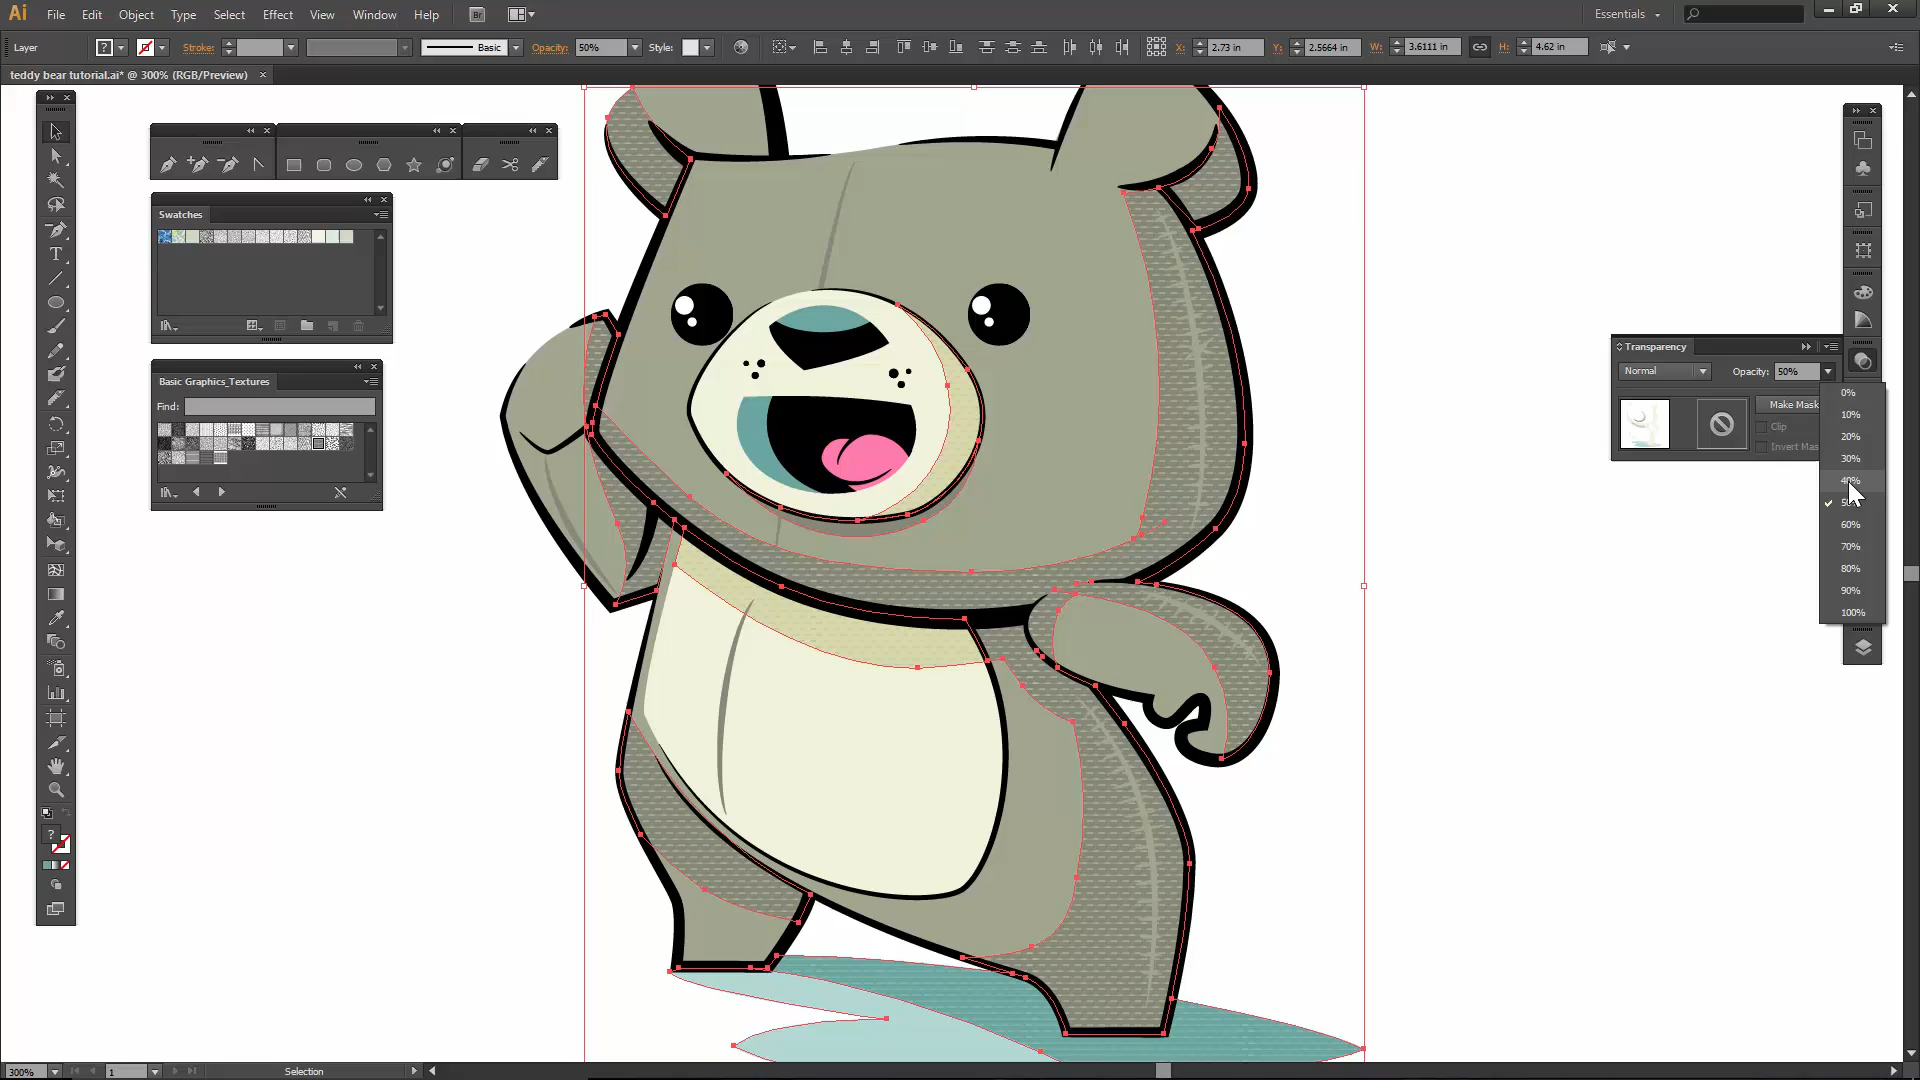 Ai File Edit Object Type Select Effect View Window Help Br Essentials
Layer ? Stroke: Basic Opacity: 50% Style: X: 2.73 in Y: 2.5664 in W: 3.6111 in H: 4.62 in
teddy bear tutorial.ai* @ 300% (RGB/Preview)
Swatches
Basic Graphics_Textures
Find:
T
?
Transparency
Normal Opacity: 50%
Make Mask
Clip
Invert Mas
0%
10%
20%
30%
40%
60%
70%
80%
90%
100%
300% 1 Selection